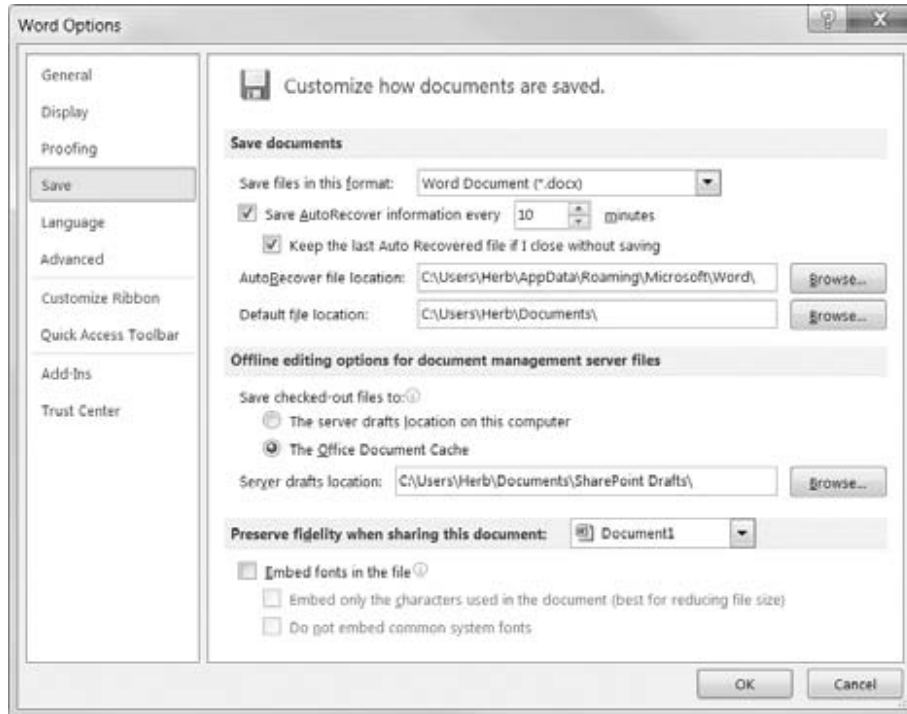 Word Options
General
Display
Proofing
Save
Language
Advanced
Customize Ribbon
Quick Access Toolbar
Add-Ins
Trust Center
Customize how documents are saved.
Save documents
Save files in this format: Word Document (*.docx)
Save AutoRecover information every 10 minutes
Keep the last Auto Recovered file if I close without saving
AutoRecover file location: C:\Users\Herb\AppData\Roaming\Microsoft\Word\ Browse...
Default file location: C:\Users\Herb\Documents\ Browse...
Offline editing options for document management server files
Save checked-out files to:
The server drafts location on this computer
The Office Document Cache
Server drafts location: C:\Users\Herb\Documents\SharePoint Drafts\ Browse...
Preserve fidelity when sharing this document: Document1
Embed fonts in the file
Embed only the characters used in the document (best for reducing file size)
Do not embed common system fonts
OK Cancel